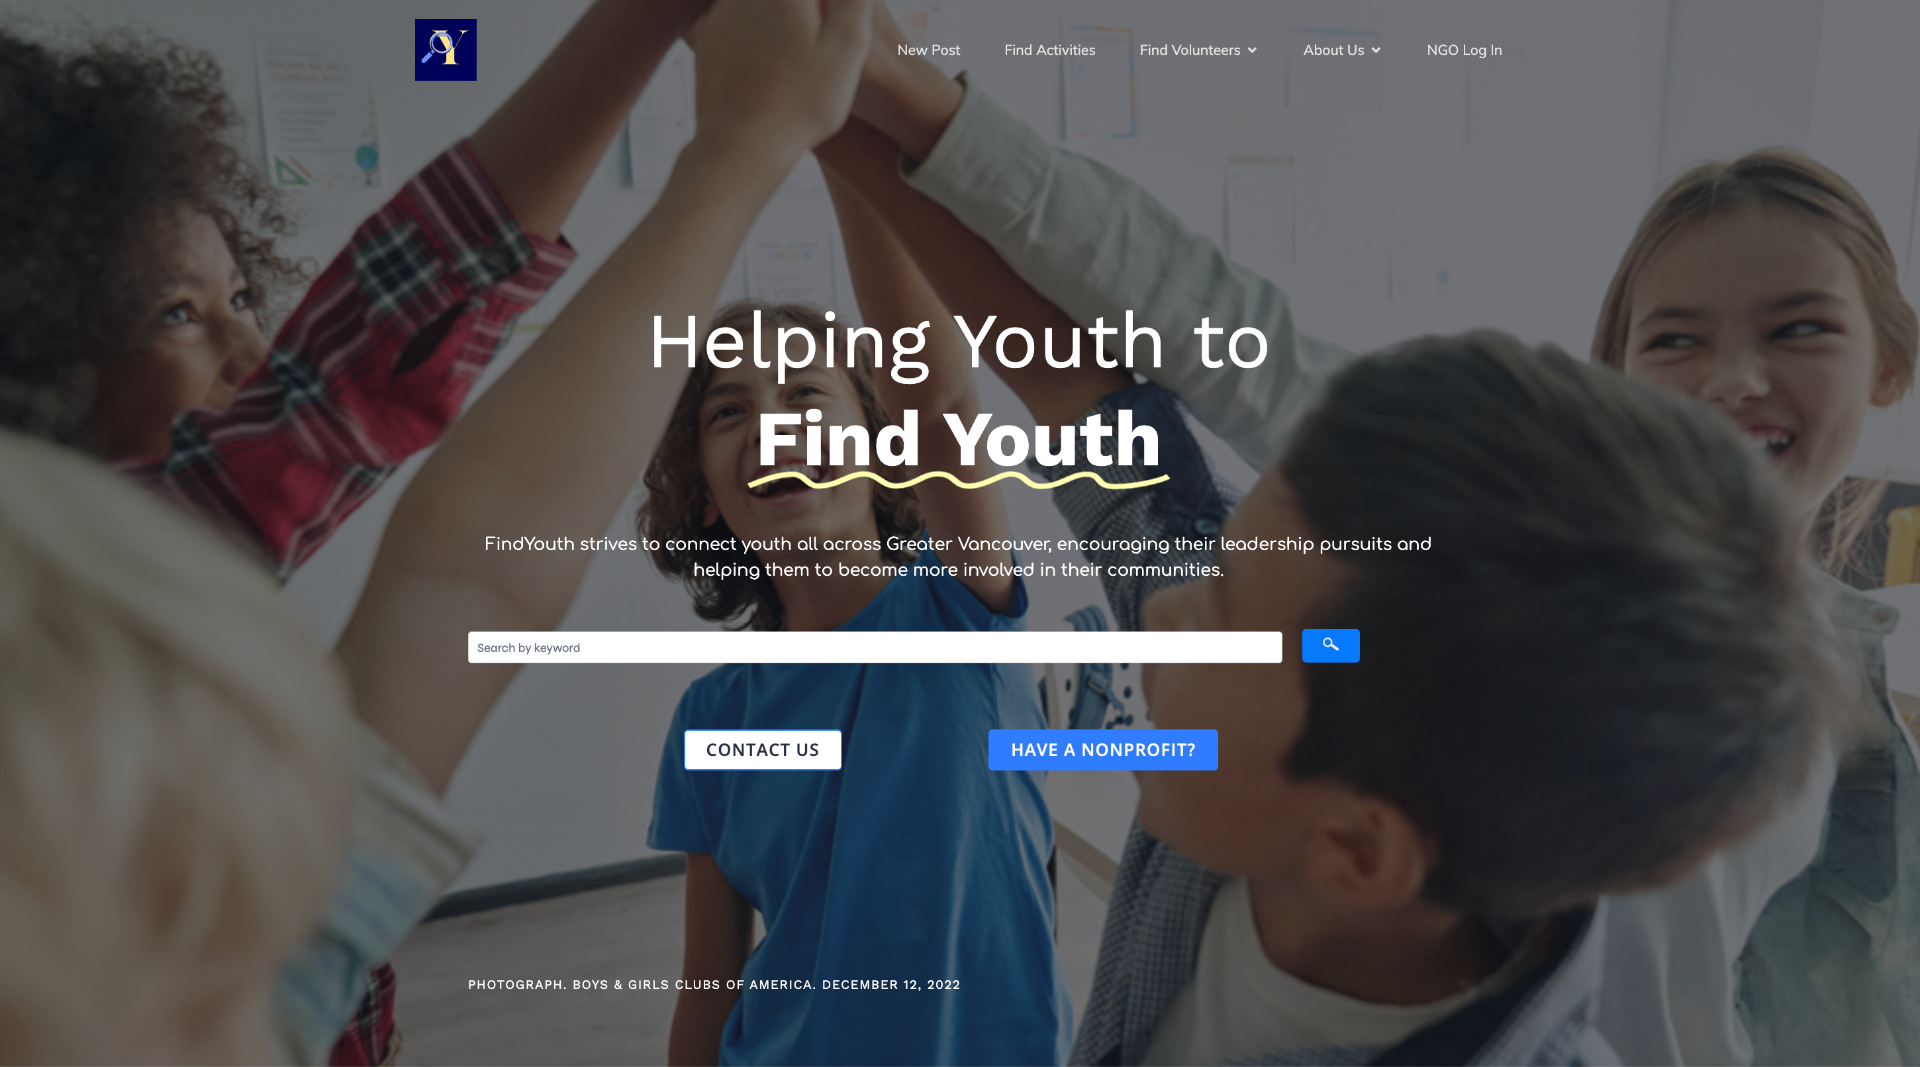 New Post
Find Activities
Find Volunteers
About Us
NGO Log In
Helping Youth to
Find Youth
FindYouth strives to connect youth all across Greater Vancouver, encouraging their leadership pursuits and
helping them to become more involved in their communities.
Search by keyword
CONTACT US
HAVE A NONPROFIT?
PHOTOGRAPH. BOYS & GIRLS CLUBS OF AMERICA. DECEMBER 12, 2022